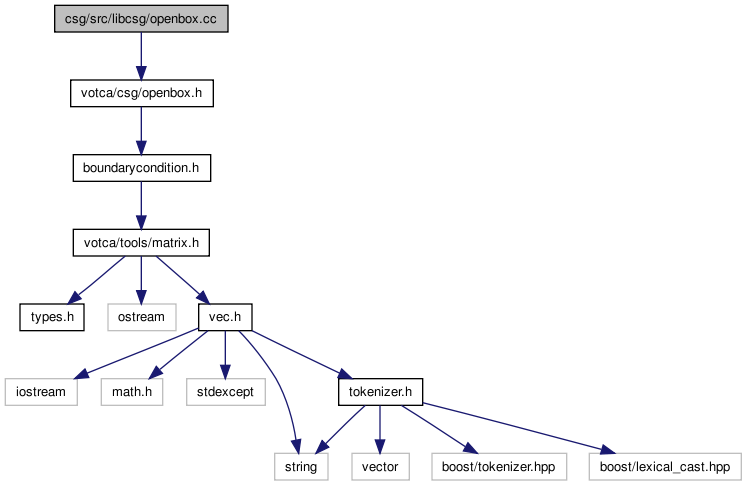 csg/src/libcsg/openbox.cc
votca/csg/openbox.h
boundarycondition.h
votca/tools/matrix.h
types.h
ostream
vec.h
iostream
math.h
stdexcept
tokenizer.h
string
vector
boost/tokenizer.hpp
boost/lexical_cast.hpp